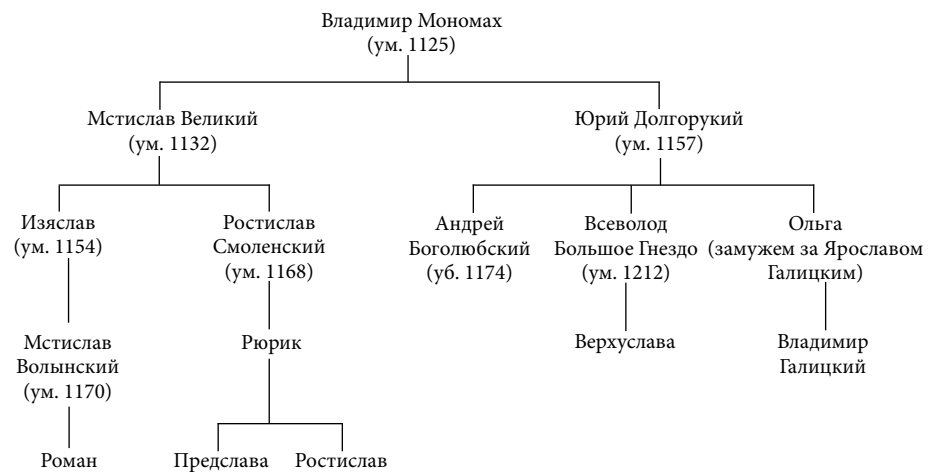 Владимир Мономах
(ум. 1125)
Мстислав Великий
(ум. 1132)
Юрий Долгорукий
(ум. 1157)
Изяслав
(ум. 1154)
Ростислав
Смоленский
(ум. 1168)
Андрей
Боголюбский
(уб. 1174)
Всеволод
Большое Гнездо
(ум. 1212)
Ольга
(замужем за Ярославом
Галицким)
Мстислав
Волынский
(ум. 1170)
Рюрик
Верхуслава
Владимир
Галицкий
Роман
Предслава
Ростислав